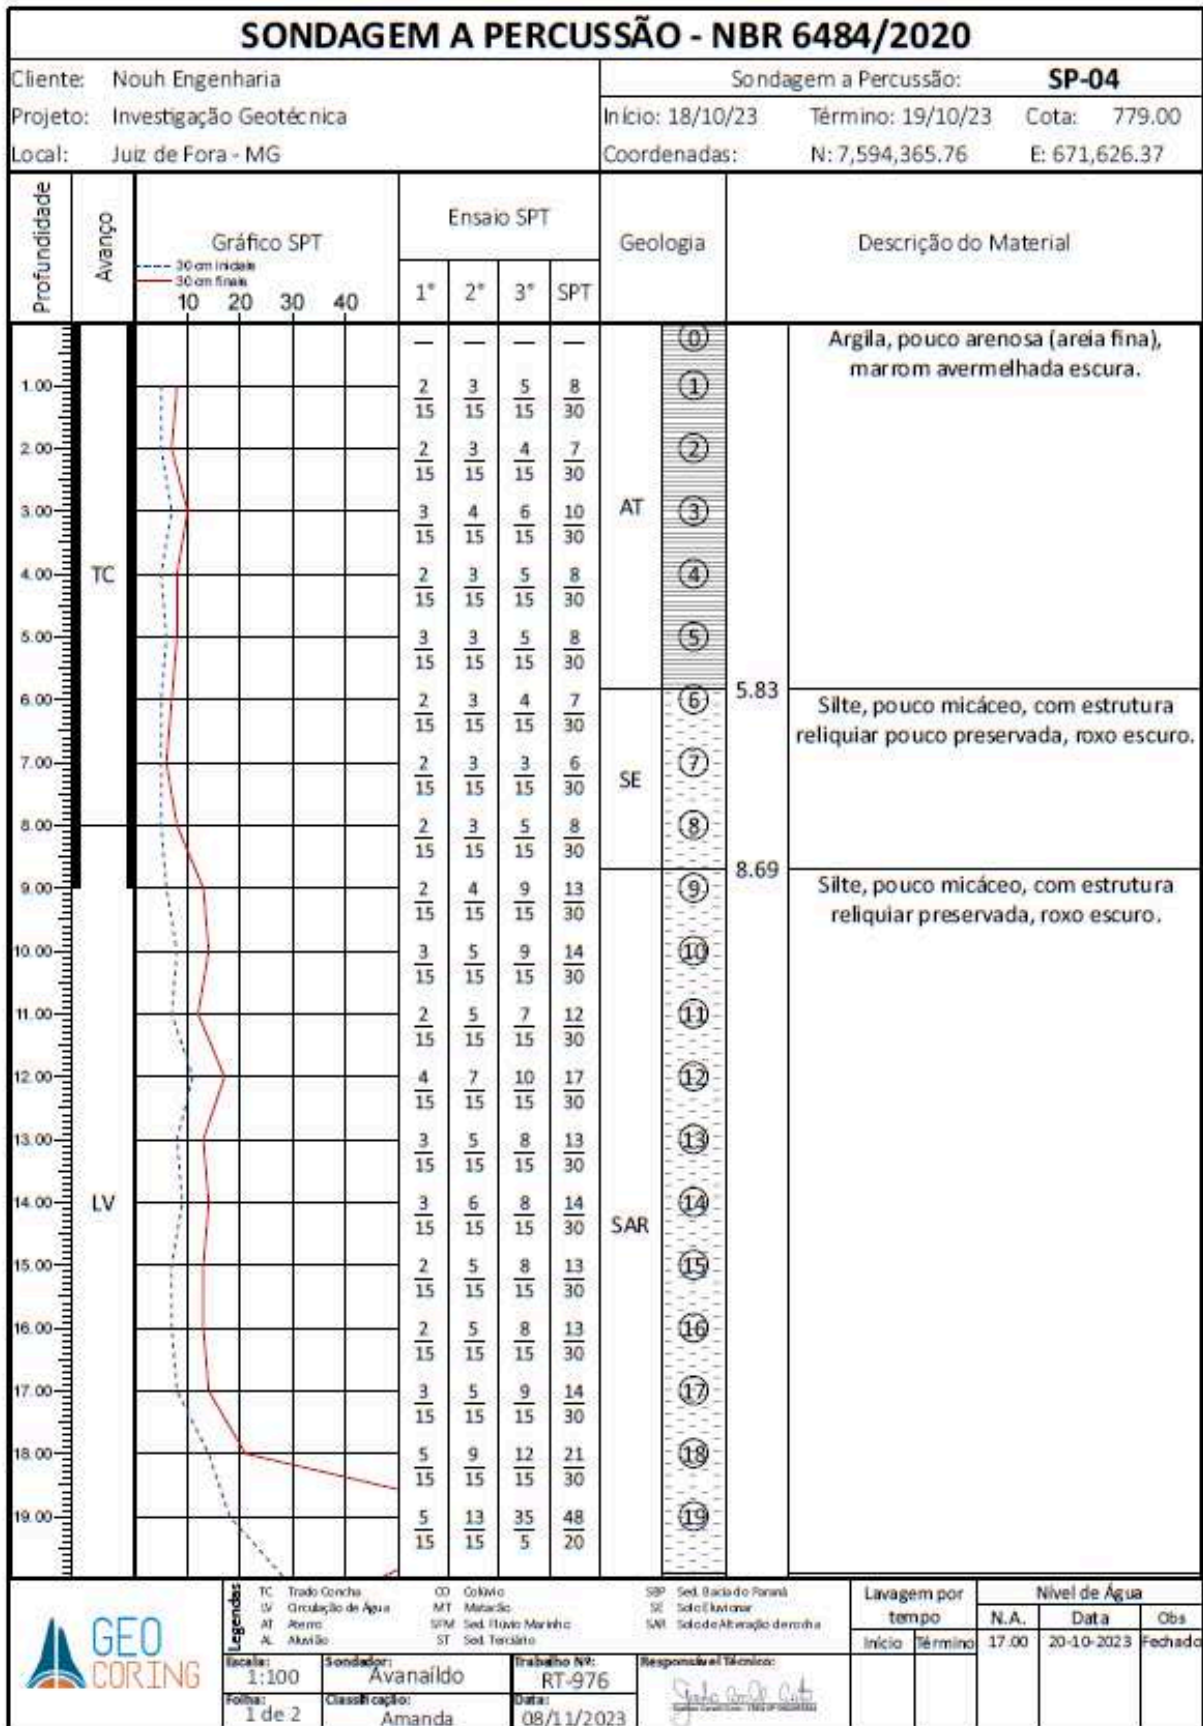 SONDAGEM A PERCUSSÃO - NBR 6484/2020
Cliente: Nouh Engenharia
Projeto: Investigação Geotécnica
Local: Juiz de Fora - MG
Sondagem a Percussão: SP-04
Início: 18/10/23 Término: 19/10/23 Cota: 779.00
Coordenadas: N: 7,594,365.76 E: 671,626.37
Profundidade
Avanço
Gráfico SPT
30 cm iniciais
30 cm finais
10 20 30 40
Ensaio SPT
1° 2° 3° SPT
Geologia
Descrição do Material
— — — — 0
1.00 2/15 3/15 5/15 8/30 1
2.00 2/15 3/15 4/15 7/30 2
3.00 3/15 4/15 6/15 10/30 AT 3
4.00 TC 2/15 3/15 5/15 8/30 4
5.00 3/15 3/15 5/15 8/30 5
6.00 2/15 3/15 4/15 7/30 6
7.00 2/15 3/15 3/15 6/30 SE 7
8.00 2/15 3/15 5/15 8/30 8
9.00 2/15 4/15 9/15 13/30 9
10.00 3/15 5/15 9/15 14/30 10
11.00 2/15 5/15 7/15 12/30 11
12.00 4/15 7/15 10/15 17/30 12
13.00 3/15 5/15 8/15 13/30 13
14.00 LV 3/15 6/15 8/15 14/30 SAR 14
15.00 2/15 5/15 8/15 13/30 15
16.00 2/15 5/15 8/15 13/30 16
17.00 3/15 5/15 9/15 14/30 17
18.00 5/15 9/15 12/15 21/30 18
19.00 5/15 13/15 35/5 48/20 19
Argila, pouco arenosa (areia fina),
marrom avermelhada escura.
5.83
Silte, pouco micáceo, com estrutura
reliquiar pouco preservada, roxo escuro.
8.69
Silte, pouco micáceo, com estrutura
reliquiar preservada, roxo escuro.
GEO
CORING
Legendas
TC Trado Concha
LV Circulação de Água
AT Aterro
AL Aluvião
CO Colúvio
MT Matacão
SFM Sed. Flúvio Marinho
ST Sed. Terciário
SBP Sed. Bacia do Paraná
SE Solo Eluvionar
SAR Solo de Alteração de rocha
Escala:
1:100
Sondador:
Avanaildo
Trabalho Nº:
RT-976
Folha:
1 de 2
Classificação:
Amanda
Data:
08/11/2023
Responsável Técnico:
Lavagem por
tempo
Início Término
Nível de Água
N.A. Data Obs
17.00 20-10-2023 Fechado